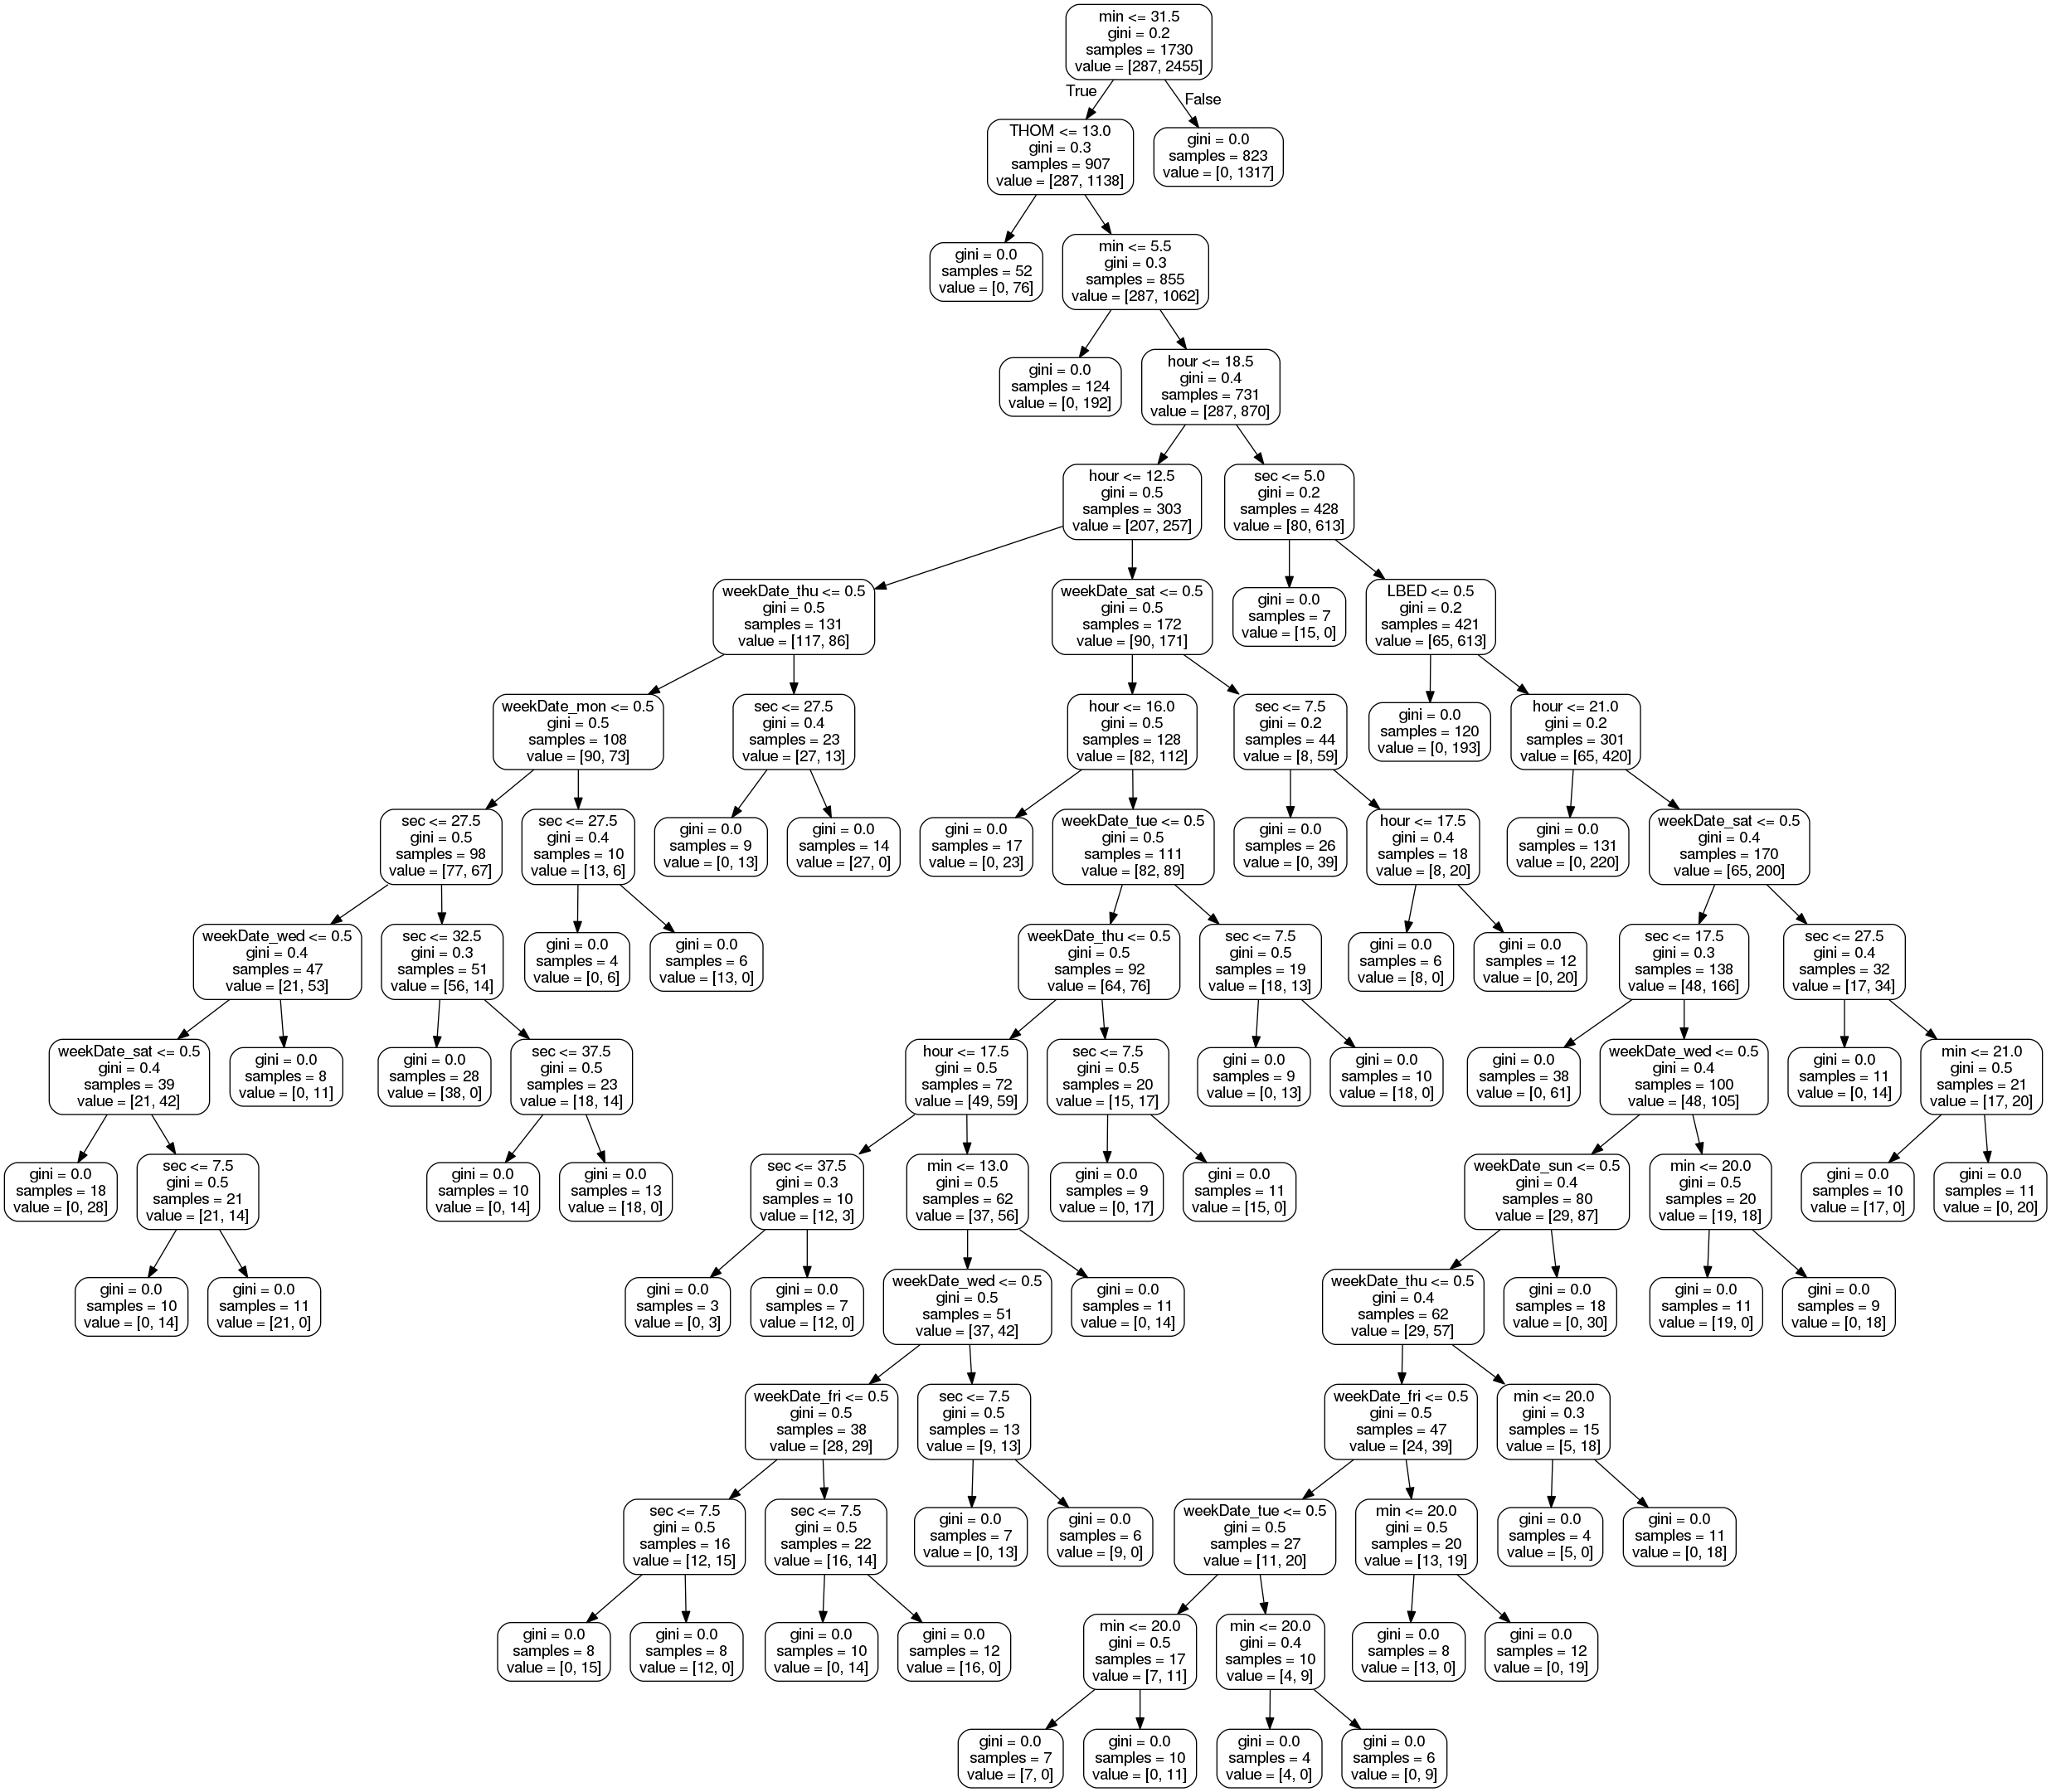 min <= 31.5
gini = 0.2
samples = 1730
value = [287, 2455]
True
False
THOM <= 13.0
gini = 0.3
samples = 907
value = [287, 1138]
gini = 0.0
samples = 823
value = [0, 1317]
gini = 0.0
samples = 52
value = [0, 76]
min <= 5.5
gini = 0.3
samples = 855
value = [287, 1062]
gini = 0.0
samples = 124
value = [0, 192]
hour <= 18.5
gini = 0.4
samples = 731
value = [287, 870]
hour <= 12.5
gini = 0.5
samples = 303
value = [207, 257]
sec <= 5.0
gini = 0.2
samples = 428
value = [80, 613]
weekDate_thu <= 0.5
gini = 0.5
samples = 131
value = [117, 86]
weekDate_sat <= 0.5
gini = 0.5
samples = 172
value = [90, 171]
gini = 0.0
samples = 7
value = [15, 0]
LBED <= 0.5
gini = 0.2
samples = 421
value = [65, 613]
weekDate_mon <= 0.5
gini = 0.5
samples = 108
value = [90, 73]
sec <= 27.5
gini = 0.4
samples = 23
value = [27, 13]
hour <= 16.0
gini = 0.5
samples = 128
value = [82, 112]
sec <= 7.5
gini = 0.2
samples = 44
value = [8, 59]
gini = 0.0
samples = 120
value = [0, 193]
hour <= 21.0
gini = 0.2
samples = 301
value = [65, 420]
sec <= 27.5
gini = 0.5
samples = 98
value = [77, 67]
sec <= 27.5
gini = 0.4
samples = 10
value = [13, 6]
gini = 0.0
samples = 9
value = [0, 13]
gini = 0.0
samples = 14
value = [27, 0]
gini = 0.0
samples = 17
value = [0, 23]
weekDate_tue <= 0.5
gini = 0.5
samples = 111
value = [82, 89]
gini = 0.0
samples = 26
value = [0, 39]
hour <= 17.5
gini = 0.4
samples = 18
value = [8, 20]
gini = 0.0
samples = 131
value = [0, 220]
weekDate_sat <= 0.5
gini = 0.4
samples = 170
value = [65, 200]
weekDate_wed <= 0.5
gini = 0.4
samples = 47
value = [21, 53]
sec <= 32.5
gini = 0.3
samples = 51
value = [56, 14]
gini = 0.0
samples = 4
value = [0, 6]
gini = 0.0
samples = 6
value = [13, 0]
weekDate_thu <= 0.5
gini = 0.5
samples = 92
value = [64, 76]
sec <= 7.5
gini = 0.5
samples = 19
value = [18, 13]
gini = 0.0
samples = 6
value = [8, 0]
gini = 0.0
samples = 12
value = [0, 20]
sec <= 17.5
gini = 0.3
samples = 138
value = [48, 166]
sec <= 27.5
gini = 0.4
samples = 32
value = [17, 34]
weekDate_sat <= 0.5
gini = 0.4
samples = 39
value = [21, 42]
gini = 0.0
samples = 8
value = [0, 11]
gini = 0.0
samples = 28
value = [38, 0]
sec <= 37.5
gini = 0.5
samples = 23
value = [18, 14]
hour <= 17.5
gini = 0.5
samples = 72
value = [49, 59]
sec <= 7.5
gini = 0.5
samples = 20
value = [15, 17]
gini = 0.0
samples = 9
value = [0, 13]
gini = 0.0
samples = 10
value = [18, 0]
gini = 0.0
samples = 38
value = [0, 61]
weekDate_wed <= 0.5
gini = 0.4
samples = 100
value = [48, 105]
gini = 0.0
samples = 11
value = [0, 14]
min <= 21.0
gini = 0.5
samples = 21
value = [17, 20]
gini = 0.0
samples = 18
value = [0, 28]
sec <= 7.5
gini = 0.5
samples = 21
value = [21, 14]
gini = 0.0
samples = 10
value = [0, 14]
gini = 0.0
samples = 13
value = [18, 0]
sec <= 37.5
gini = 0.3
samples = 10
value = [12, 3]
min <= 13.0
gini = 0.5
samples = 62
value = [37, 56]
gini = 0.0
samples = 9
value = [0, 17]
gini = 0.0
samples = 11
value = [15, 0]
weekDate_sun <= 0.5
gini = 0.4
samples = 80
value = [29, 87]
min <= 20.0
gini = 0.5
samples = 20
value = [19, 18]
gini = 0.0
samples = 10
value = [17, 0]
gini = 0.0
samples = 11
value = [0, 20]
gini = 0.0
samples = 10
value = [0, 14]
gini = 0.0
samples = 11
value = [21, 0]
gini = 0.0
samples = 3
value = [0, 3]
gini = 0.0
samples = 7
value = [12, 0]
weekDate_wed <= 0.5
gini = 0.5
samples = 51
value = [37, 42]
gini = 0.0
samples = 11
value = [0, 14]
weekDate_thu <= 0.5
gini = 0.4
samples = 62
value = [29, 57]
gini = 0.0
samples = 18
value = [0, 30]
gini = 0.0
samples = 11
value = [19, 0]
gini = 0.0
samples = 9
value = [0, 18]
weekDate_fri <= 0.5
gini = 0.5
samples = 38
value = [28, 29]
sec <= 7.5
gini = 0.5
samples = 13
value = [9, 13]
weekDate_fri <= 0.5
gini = 0.5
samples = 47
value = [24, 39]
min <= 20.0
gini = 0.3
samples = 15
value = [5, 18]
sec <= 7.5
gini = 0.5
samples = 16
value = [12, 15]
sec <= 7.5
gini = 0.5
samples = 22
value = [16, 14]
gini = 0.0
samples = 7
value = [0, 13]
gini = 0.0
samples = 6
value = [9, 0]
weekDate_tue <= 0.5
gini = 0.5
samples = 27
value = [11, 20]
min <= 20.0
gini = 0.5
samples = 20
value = [13, 19]
gini = 0.0
samples = 4
value = [5, 0]
gini = 0.0
samples = 11
value = [0, 18]
gini = 0.0
samples = 8
value = [0, 15]
gini = 0.0
samples = 8
value = [12, 0]
gini = 0.0
samples = 10
value = [0, 14]
gini = 0.0
samples = 12
value = [16, 0]
min <= 20.0
gini = 0.5
samples = 17
value = [7, 11]
min <= 20.0
gini = 0.4
samples = 10
value = [4, 9]
gini = 0.0
samples = 8
value = [13, 0]
gini = 0.0
samples = 12
value = [0, 19]
gini = 0.0
samples = 7
value = [7, 0]
gini = 0.0
samples = 10
value = [0, 11]
gini = 0.0
samples = 4
value = [4, 0]
gini = 0.0
samples = 6
value = [0, 9]